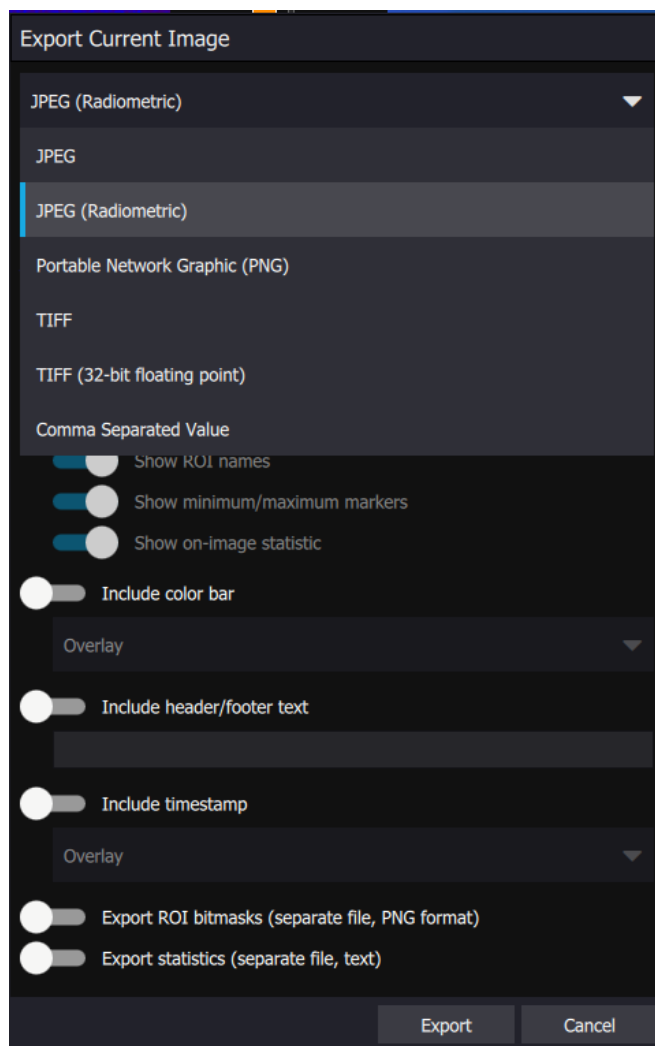 Export Current Image
JPEG (Radiometric)
JPEG
JPEG (Radiometric)
Portable Network Graphic (PNG)
TIFF
TIFF (32-bit floating point)
Comma Separated Value
Show ROI names
Show minimum/maximum markers
Show on-image statistic
Include color bar
Overlay
Include header/footer text
Include timestamp
Overlay
Export ROI bitmasks (separate file, PNG format)
Export statistics (separate file, text)
Export Cancel